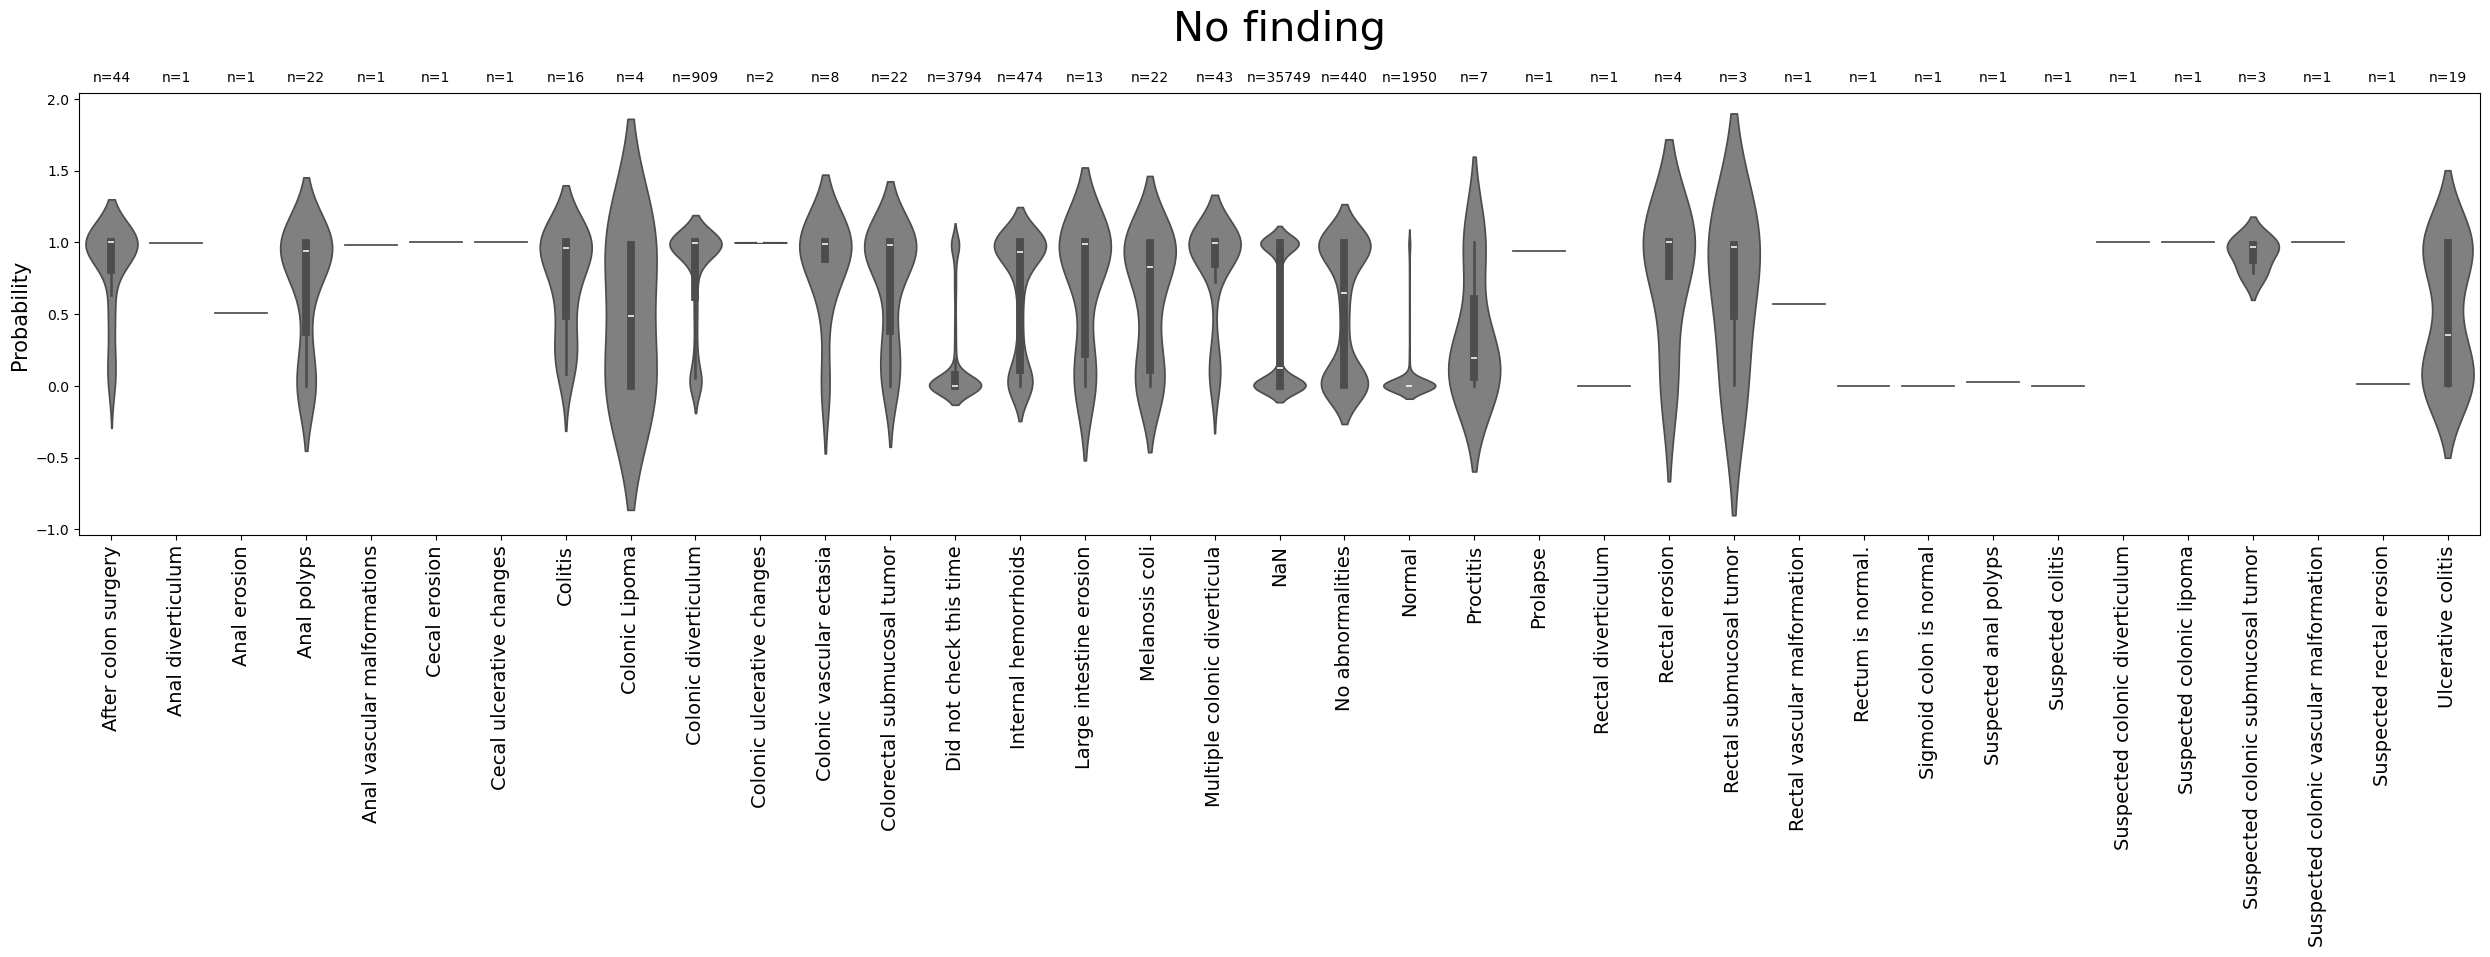 No finding
n=44 n=1 n=1 n=22 n=1 n=1 n=1 n=16 n=4 n=909 n=2 n=8 n=22 n=3794 n=474 n=13 n=22 n=43 n=35749 n=440 n=1950 n=7 n=1 n=1 n=4 n=3 n=1 n=1 n=1 n=1 n=1 n=1 n=1 n=3 n=1 n=1 n=19
2.0
1.5
1.0
0.5
0.0
−0.5
−1.0
Probability
After colon surgery
Anal diverticulum
Anal erosion
Anal polyps
Anal vascular malformations
Cecal erosion
Cecal ulcerative changes
Colitis
Colonic Lipoma
Colonic diverticulum
Colonic ulcerative changes
Colonic vascular ectasia
Colorectal submucosal tumor
Did not check this time
Internal hemorrhoids
Large intestine erosion
Melanosis coli
Multiple colonic diverticula
NaN
No abnormalities
Normal
Proctitis
Prolapse
Rectal diverticulum
Rectal erosion
Rectal submucosal tumor
Rectal vascular malformation
Rectum is normal.
Sigmoid colon is normal
Suspected anal polyps
Suspected colitis
Suspected colonic diverticulum
Suspected colonic lipoma
Suspected colonic submucosal tumor
Suspected colonic vascular malformation
Suspected rectal erosion
Ulcerative colitis